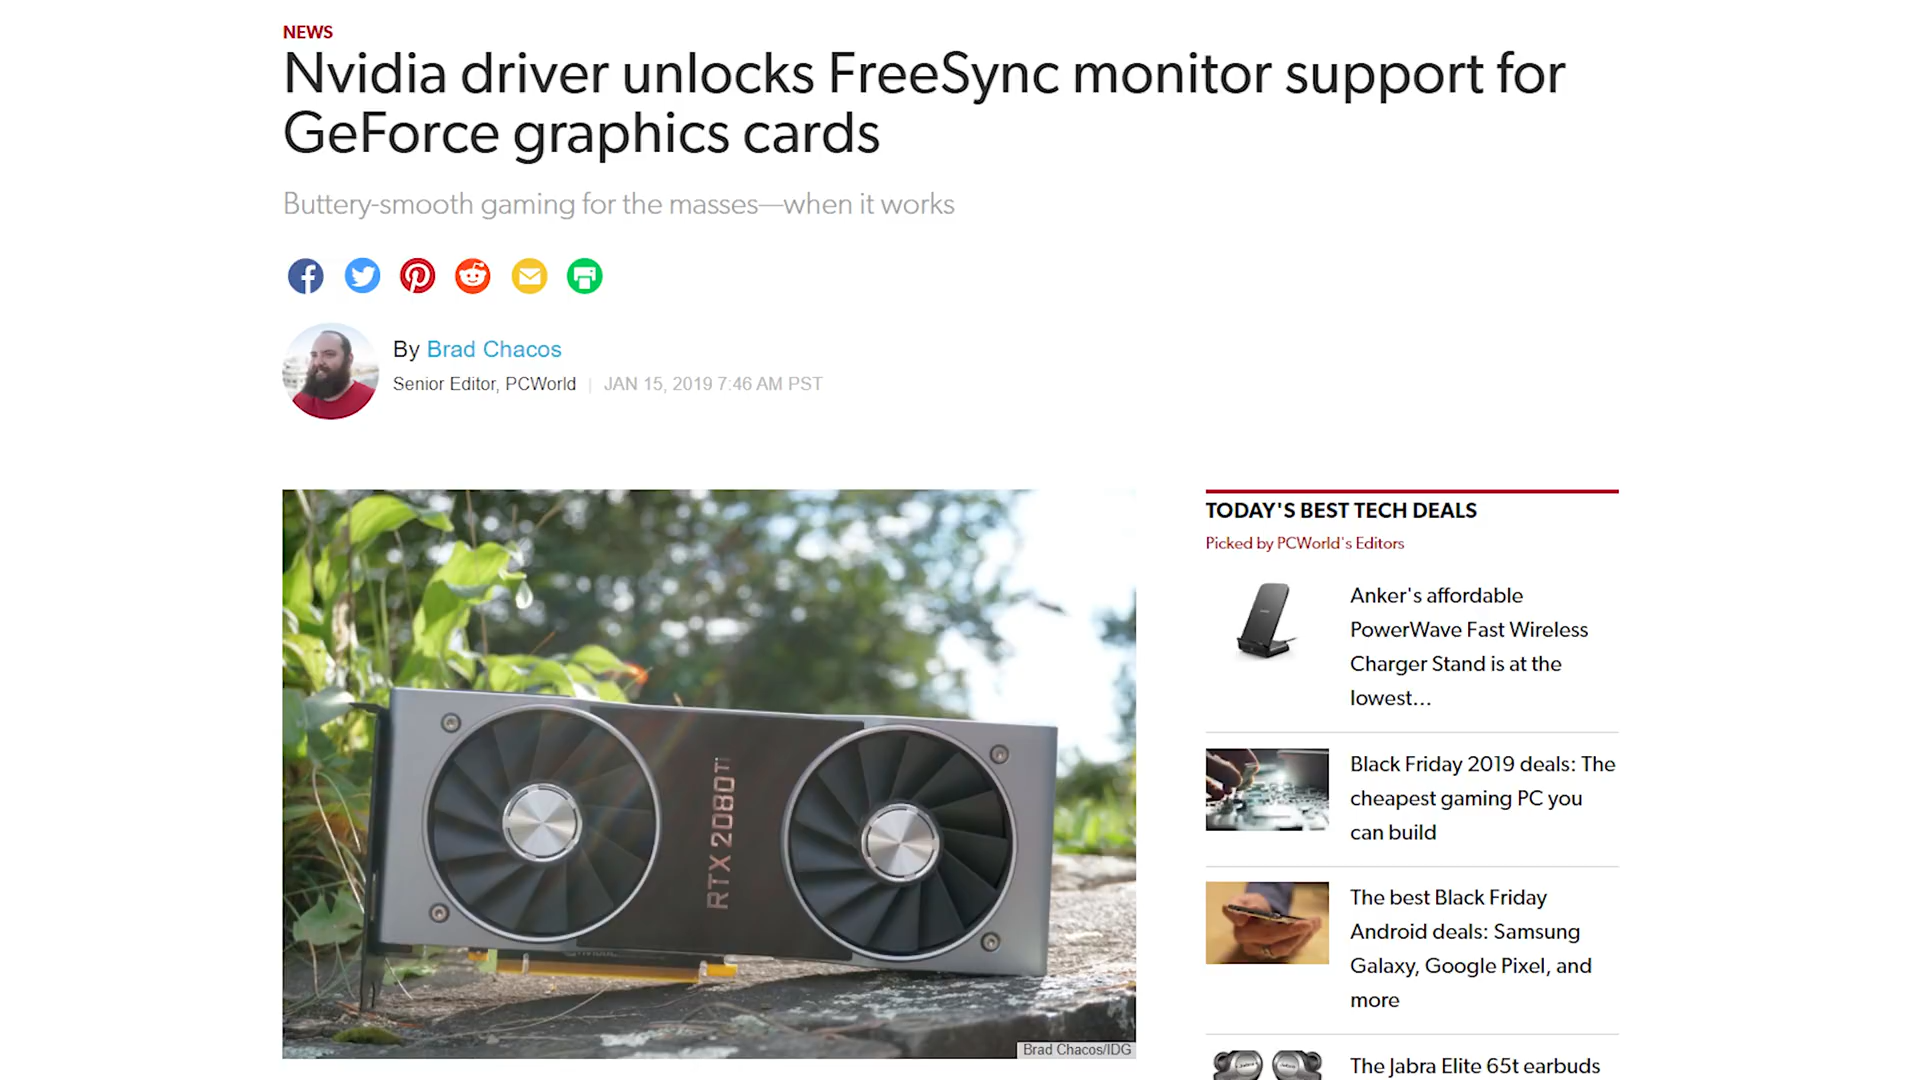 NEWS
Nvidia driver unlocks FreeSync monitor support for
GeForce graphics cards
Buttery-smooth gaming for the masses—when it works
By Brad Chacos
Senior Editor, PCWorld | JAN 15, 2019 7:46 AM PST
RTX 2080 Ti
Brad Chacos/IDG
TODAY'S BEST TECH DEALS
Picked by PCWorld's Editors
Anker's affordable
PowerWave Fast Wireless
Charger Stand is at the
lowest...
Black Friday 2019 deals: The
cheapest gaming PC you
can build
The best Black Friday
Android deals: Samsung
Galaxy, Google Pixel, and
more
The Jabra Elite 65t earbuds